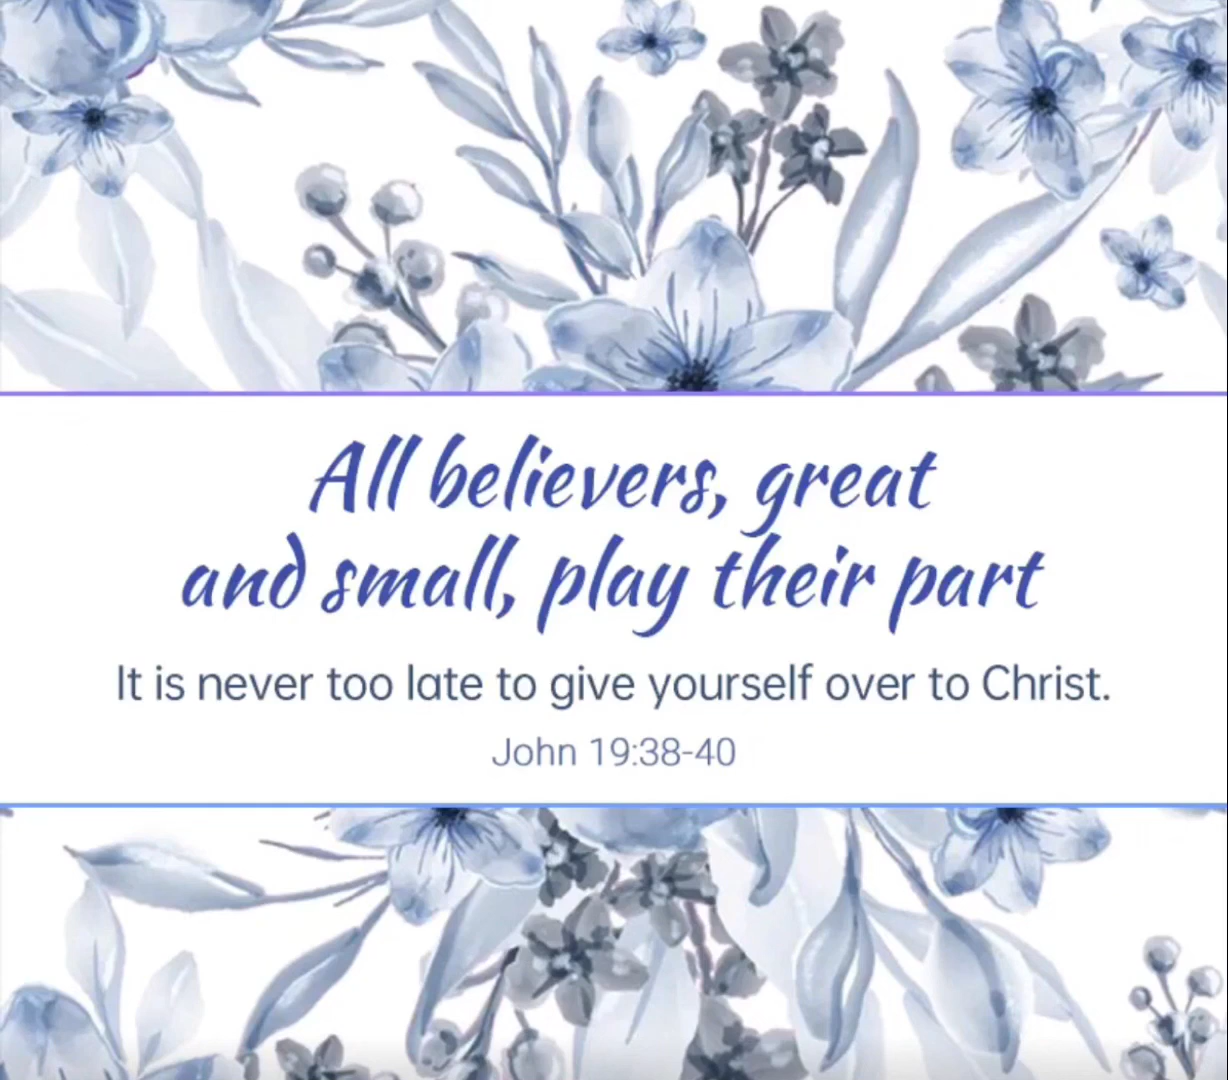 All believers, great
and small, play their part
It is never too late to give yourself over to Christ.
John 19:38-40